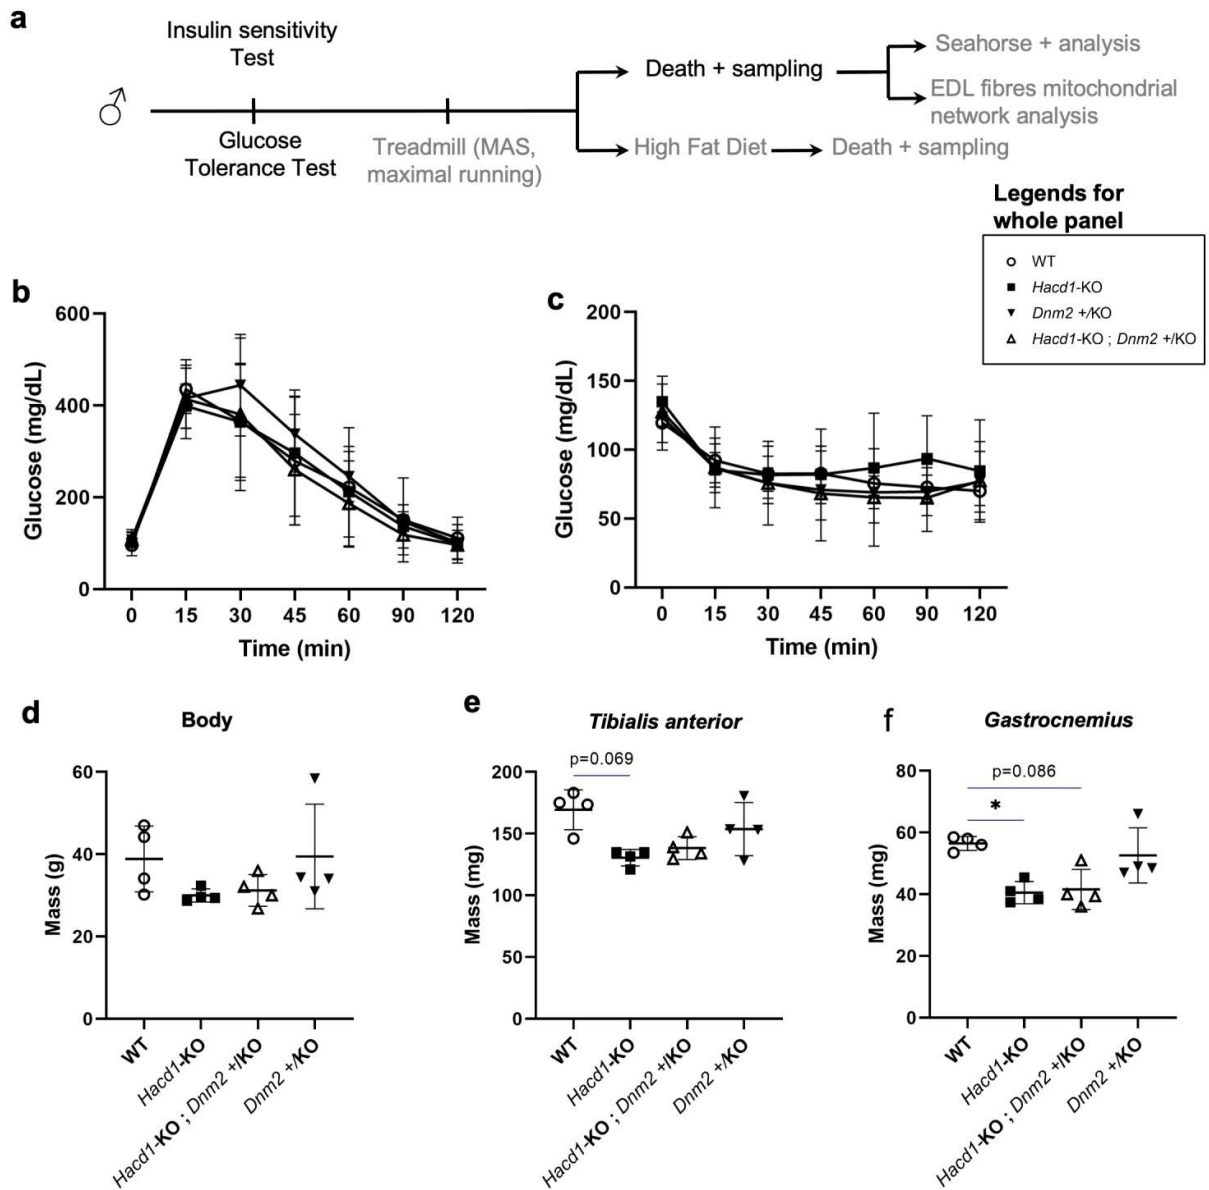 a
Insulin sensitivity
Test
Glucose
Tolerance Test
Treadmill (MAS,
maximal running)
Death + sampling
Seahorse + analysis
EDL fibres mitochondrial
network analysis
High Fat Diet
Death + sampling
Legends for
whole panel
WT
Hacd1-KO
Dnm2 +/KO
Hacd1-KO ; Dnm2 +/KO
b
Glucose (mg/dL)
600
400
200
0
0 15 30 45 60 90 120
Time (min)
c
Glucose (mg/dL)
200
150
100
50
0
0 15 30 45 60 90 120
Time (min)
d
Body
Mass (g)
60
40
20
0
WT
Hacd1-KO
Hacd1-KO ; Dnm2 +/KO
Dnm2 +/KO
e
Tibialis anterior
p=0.069
Mass (mg)
200
150
100
50
0
WT
Hacd1-KO
Hacd1-KO ; Dnm2 +/KO
Dnm2 +/KO
f
Gastrocnemius
p=0.086
*
Mass (mg)
80
60
40
20
0
WT
Hacd1-KO
Hacd1-KO ; Dnm2 +/KO
Dnm2 +/KO